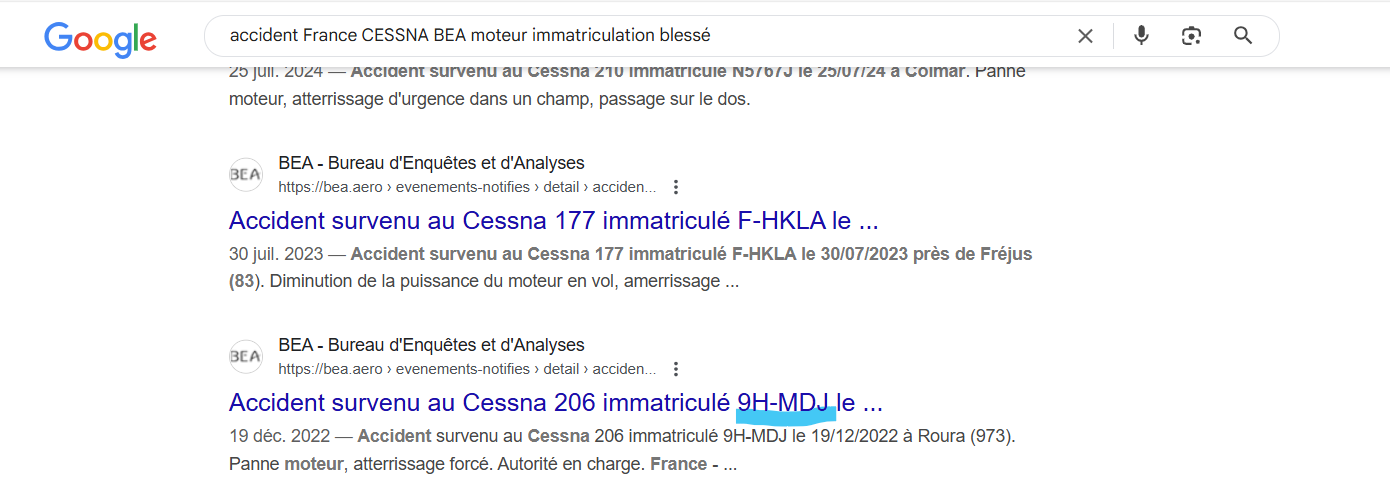 Google
accident France CESSNA BEA moteur immatriculation blessé
25 juil. 2024 — Accident survenu au Cessna 210 immatriculé N5767J le 25/07/24 à Colmar. Panne
moteur, atterrissage d'urgence dans un champ, passage sur le dos.
BEA
BEA - Bureau d'Enquêtes et d'Analyses
https://bea.aero › evenements-notifies › detail › acciden...
Accident survenu au Cessna 177 immatriculé F-HKLA le ...
30 juil. 2023 — Accident survenu au Cessna 177 immatriculé F-HKLA le 30/07/2023 près de Fréjus
(83). Diminution de la puissance du moteur en vol, amerrissage ...
BEA
BEA - Bureau d'Enquêtes et d'Analyses
https://bea.aero › evenements-notifies › detail › acciden...
Accident survenu au Cessna 206 immatriculé 9H-MDJ le ...
19 déc. 2022 — Accident survenu au Cessna 206 immatriculé 9H-MDJ le 19/12/2022 à Roura (973).
Panne moteur, atterrissage forcé. Autorité en charge. France - ...